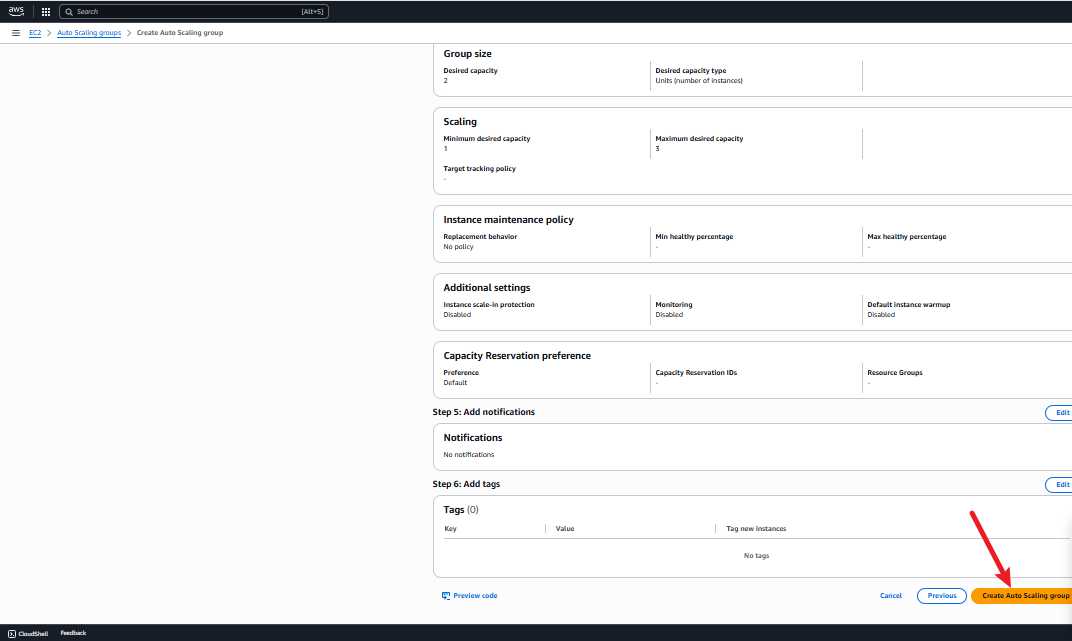 aws
Search [Alt+S]
EC2 > Auto Scaling groups > Create Auto Scaling group
Group size
Desired capacity
2
Desired capacity type
Units (number of instances)
Scaling
Minimum desired capacity
1
Maximum desired capacity
3
Target tracking policy
-
Instance maintenance policy
Replacement behavior
No policy
Min healthy percentage
-
Max healthy percentage
-
Additional settings
Instance scale-in protection
Disabled
Monitoring
Disabled
Default instance warmup
Disabled
Capacity Reservation preference
Preference
Default
Capacity Reservation IDs
-
Resource Groups
-
Step 5: Add notifications
Edit
Notifications
No notifications
Step 6: Add tags
Edit
Tags (0)
Key Value Tag new instances
No tags
Preview code Cancel Previous Create Auto Scaling group
CloudShell Feedback